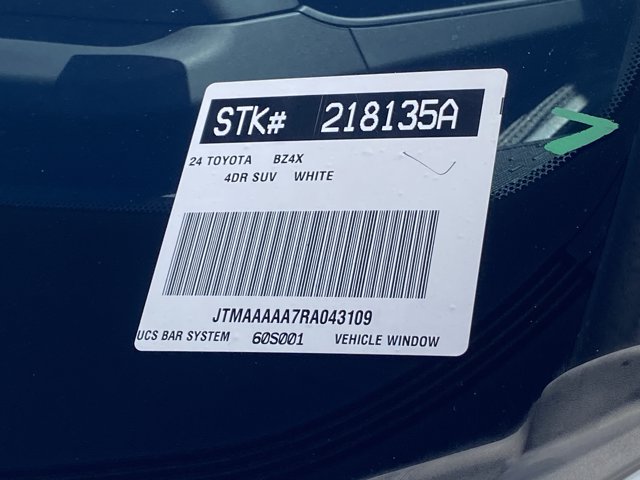 STK# 218135A
24 TOYOTA BZ4X
4DR SUV WHITE
JTMAAAAA7RA043109
UCS BAR SYSTEM 60S001 VEHICLE WINDOW